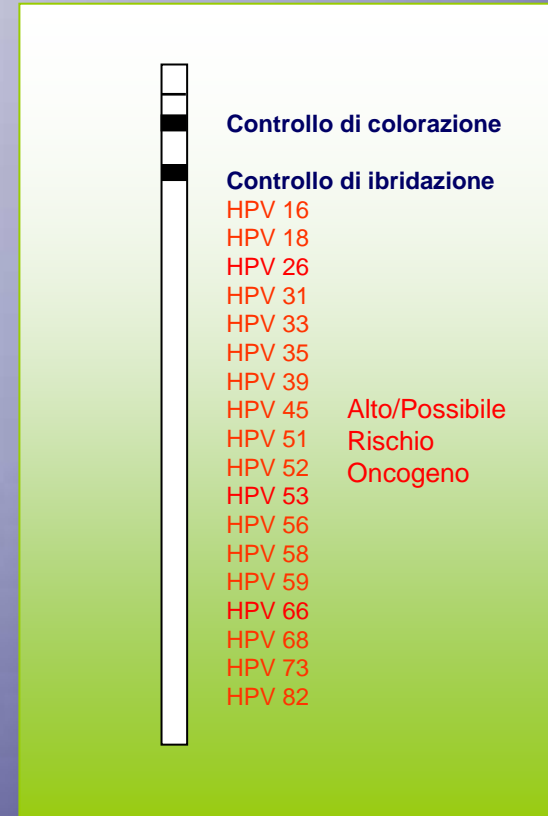 Controllo di colorazione
Controllo di ibridazione
HPV 16
HPV 18
HPV 26
HPV 31
HPV 33
HPV 35
HPV 39
HPV 45
HPV 51
HPV 52
HPV 53
HPV 56
HPV 58
HPV 59
HPV 66
HPV 68
HPV 73
HPV 82
Alto/Possibile
Rischio
Oncogeno